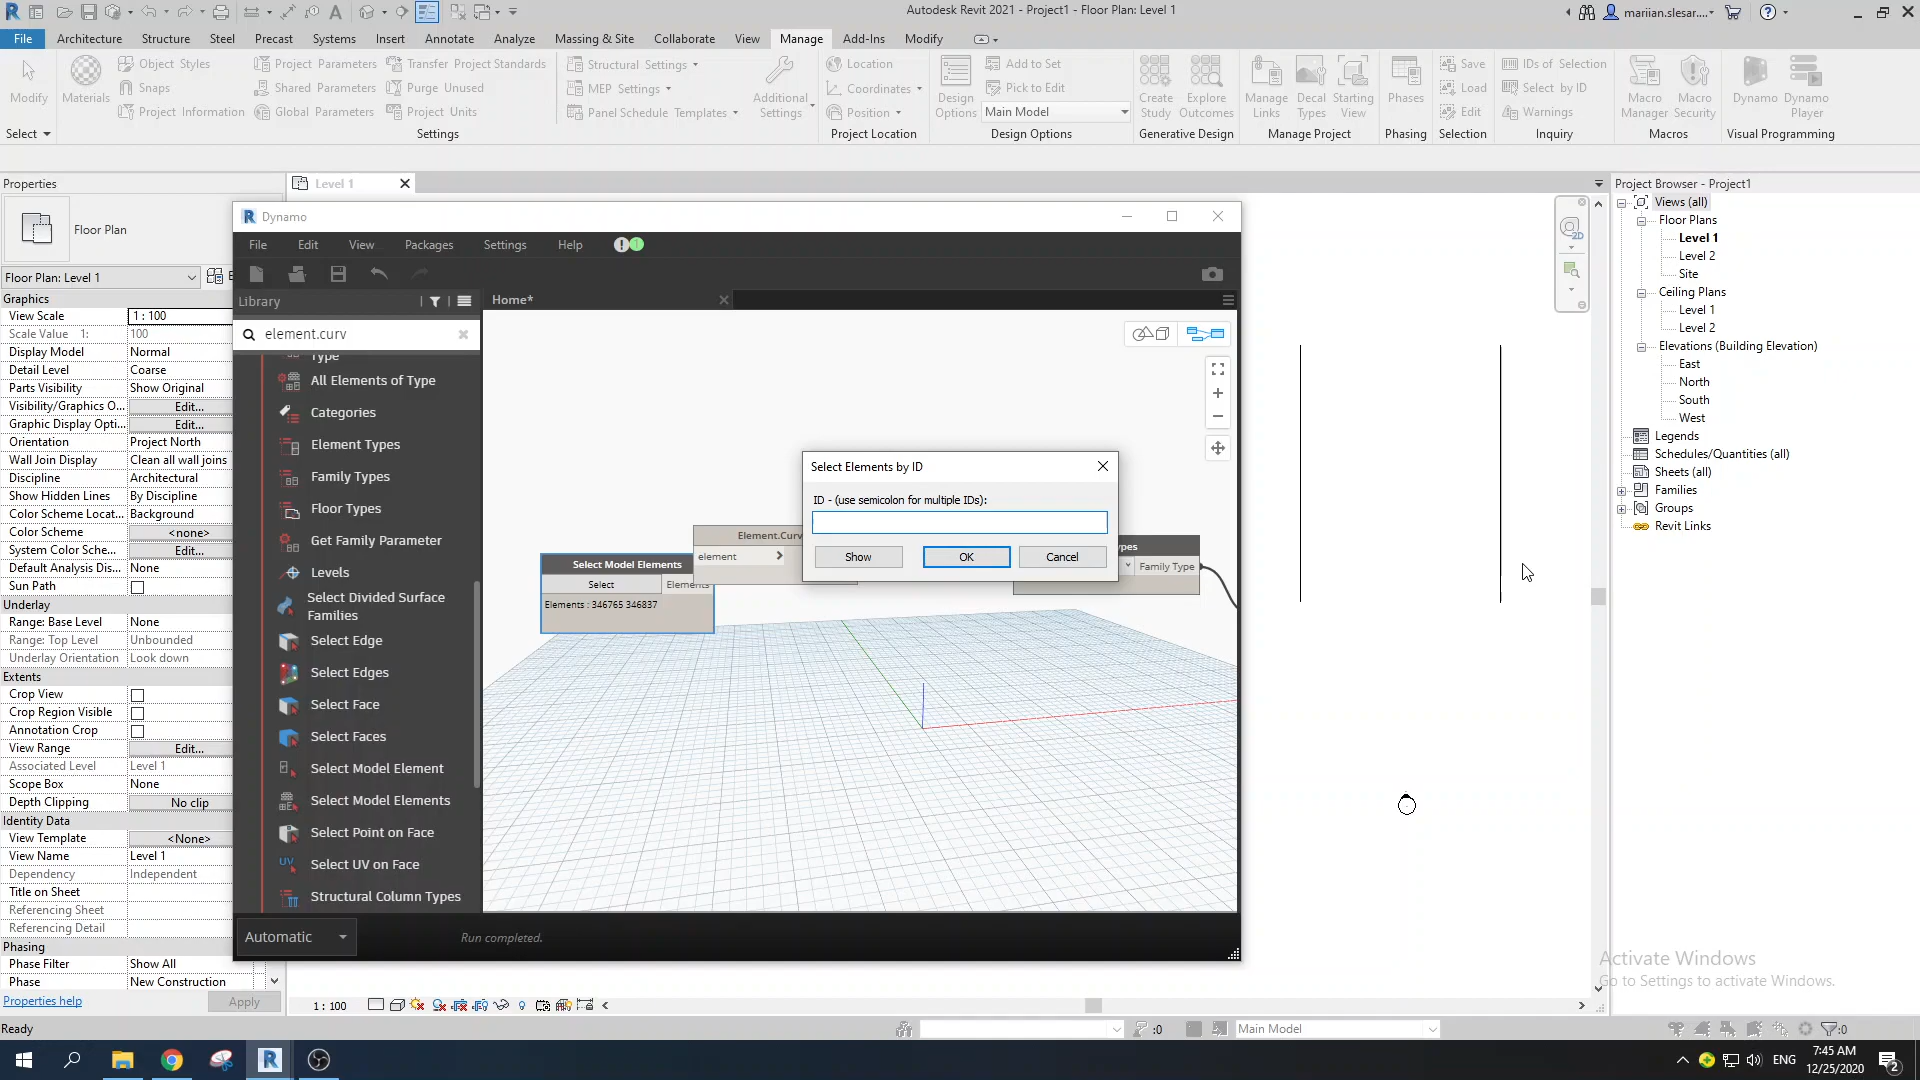 Autodesk Revit 2021 - Project1 - Floor Plan: Level 1
mariian.slesar....
File Architecture Structure Steel Precast Systems Insert Annotate Analyze Massing & Site Collaborate View Manage Add-Ins Modify
Modify
Materials
Object Styles
Snaps
Project Information
Project Parameters
Shared Parameters
Global Parameters
Transfer Project Standards
Purge Unused
Project Units
Structural Settings
MEP Settings
Panel Schedule Templates
Additional Settings
Location
Coordinates
Position
Design Options
Add to Set
Pick to Edit
Main Model
Create Study
Explore Outcomes
Manage Links
Decal Types
Starting View
Phases
Save
Load
Edit
IDs of Selection
Select by ID
Warnings
Macro Manager
Macro Security
Dynamo
Dynamo Player
Select
Settings
Project Location
Design Options
Generative Design
Manage Project
Phasing
Selection
Inquiry
Macros
Visual Programming
Properties
Floor Plan
Floor Plan: Level 1
Graphics
View Scale 1 : 100
Scale Value 1: 100
Display Model Normal
Detail Level Coarse
Parts Visibility Show Original
Visibility/Graphics O... Edit...
Graphic Display Opti... Edit...
Orientation Project North
Wall Join Display Clean all wall joins
Discipline Architectural
Show Hidden Lines By Discipline
Color Scheme Locat... Background
Color Scheme <none>
System Color Sche... Edit...
Default Analysis Dis... None
Sun Path
Underlay
Range: Base Level None
Range: Top Level Unbounded
Underlay Orientation Look down
Extents
Crop View
Crop Region Visible
Annotation Crop
View Range Edit...
Associated Level Level 1
Scope Box None
Depth Clipping No clip
Identity Data
View Template <None>
View Name Level 1
Dependency Independent
Title on Sheet
Referencing Sheet
Referencing Detail
Phasing
Phase Filter Show All
Phase New Construction
Properties help Apply
Level 1
Dynamo
File Edit View Packages Settings Help
Library
Home*
element.curv
Type
All Elements of Type
Categories
Element Types
Family Types
Floor Types
Get Family Parameter
Levels
Select Divided Surface
Families
Select Edge
Select Edges
Select Face
Select Faces
Select Model Element
Select Model Elements
Select Point on Face
Select UV on Face
Structural Column Types
Automatic
Run completed.
Select Model Elements
Select Elements
Elements : 346765 346837
Element.Curv
element
Select Elements by ID
ID - (use semicolon for multiple IDs):
Show OK Cancel
ypes
Family Type
Project Browser - Project1
Views (all)
Floor Plans
Level 1
Level 2
Site
Ceiling Plans
Level 1
Level 2
Elevations (Building Elevation)
East
North
South
West
Legends
Schedules/Quantities (all)
Sheets (all)
Families
Groups
Revit Links
2D
Activate Windows
Go to Settings to activate Windows.
1 : 100
Ready
:0
Main Model
:0
ENG
7:45 AM
12/25/2020
2